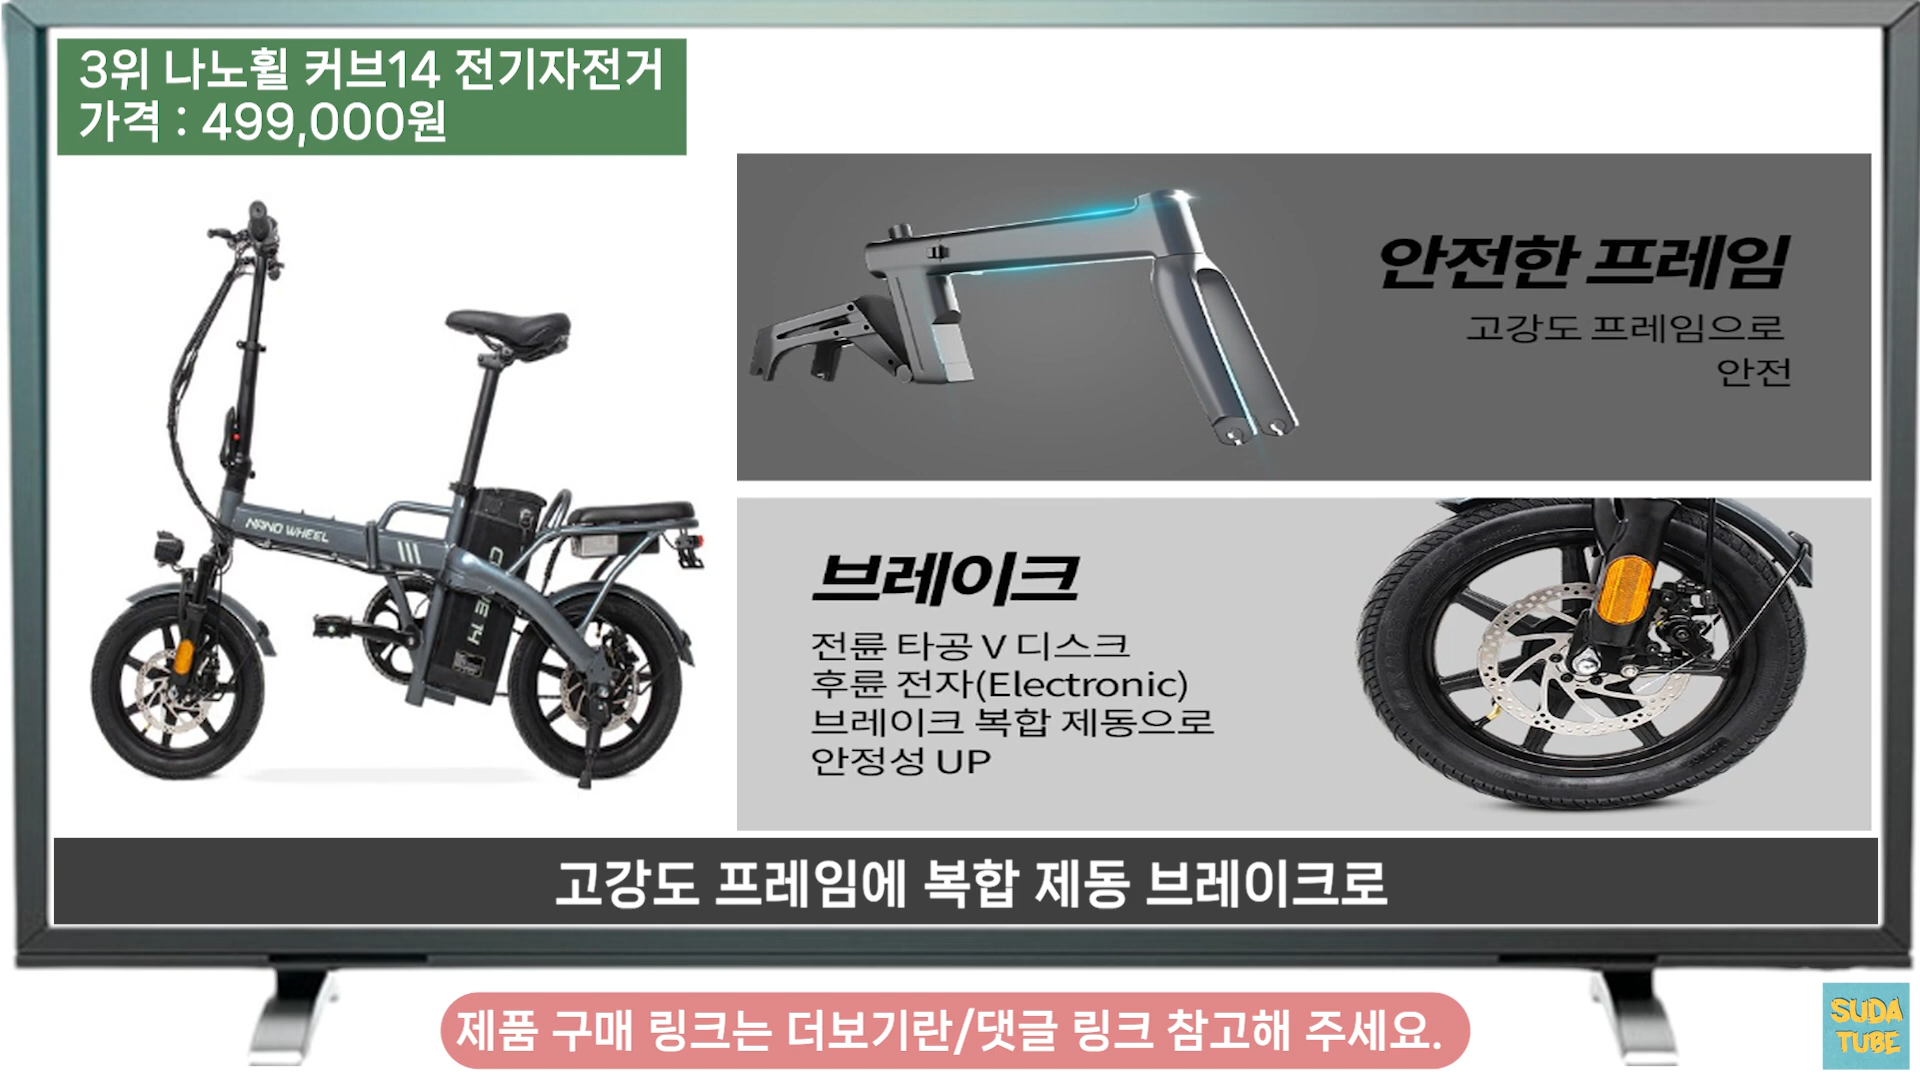 3위 나노휠 커브14 전기자전거
가격 : 499,000원
NANO WHEEL
안전한 프레임
고강도 프레임으로
안전
브레이크
전륜 타공 V 디스크
후륜 전자(Electronic)
브레이크 복합 제동으로
안정성 UP
고강도 프레임에 복합 제동 브레이크로
제품 구매 링크는 더보기란/댓글 링크 참고해 주세요.
SUDA
TUBE